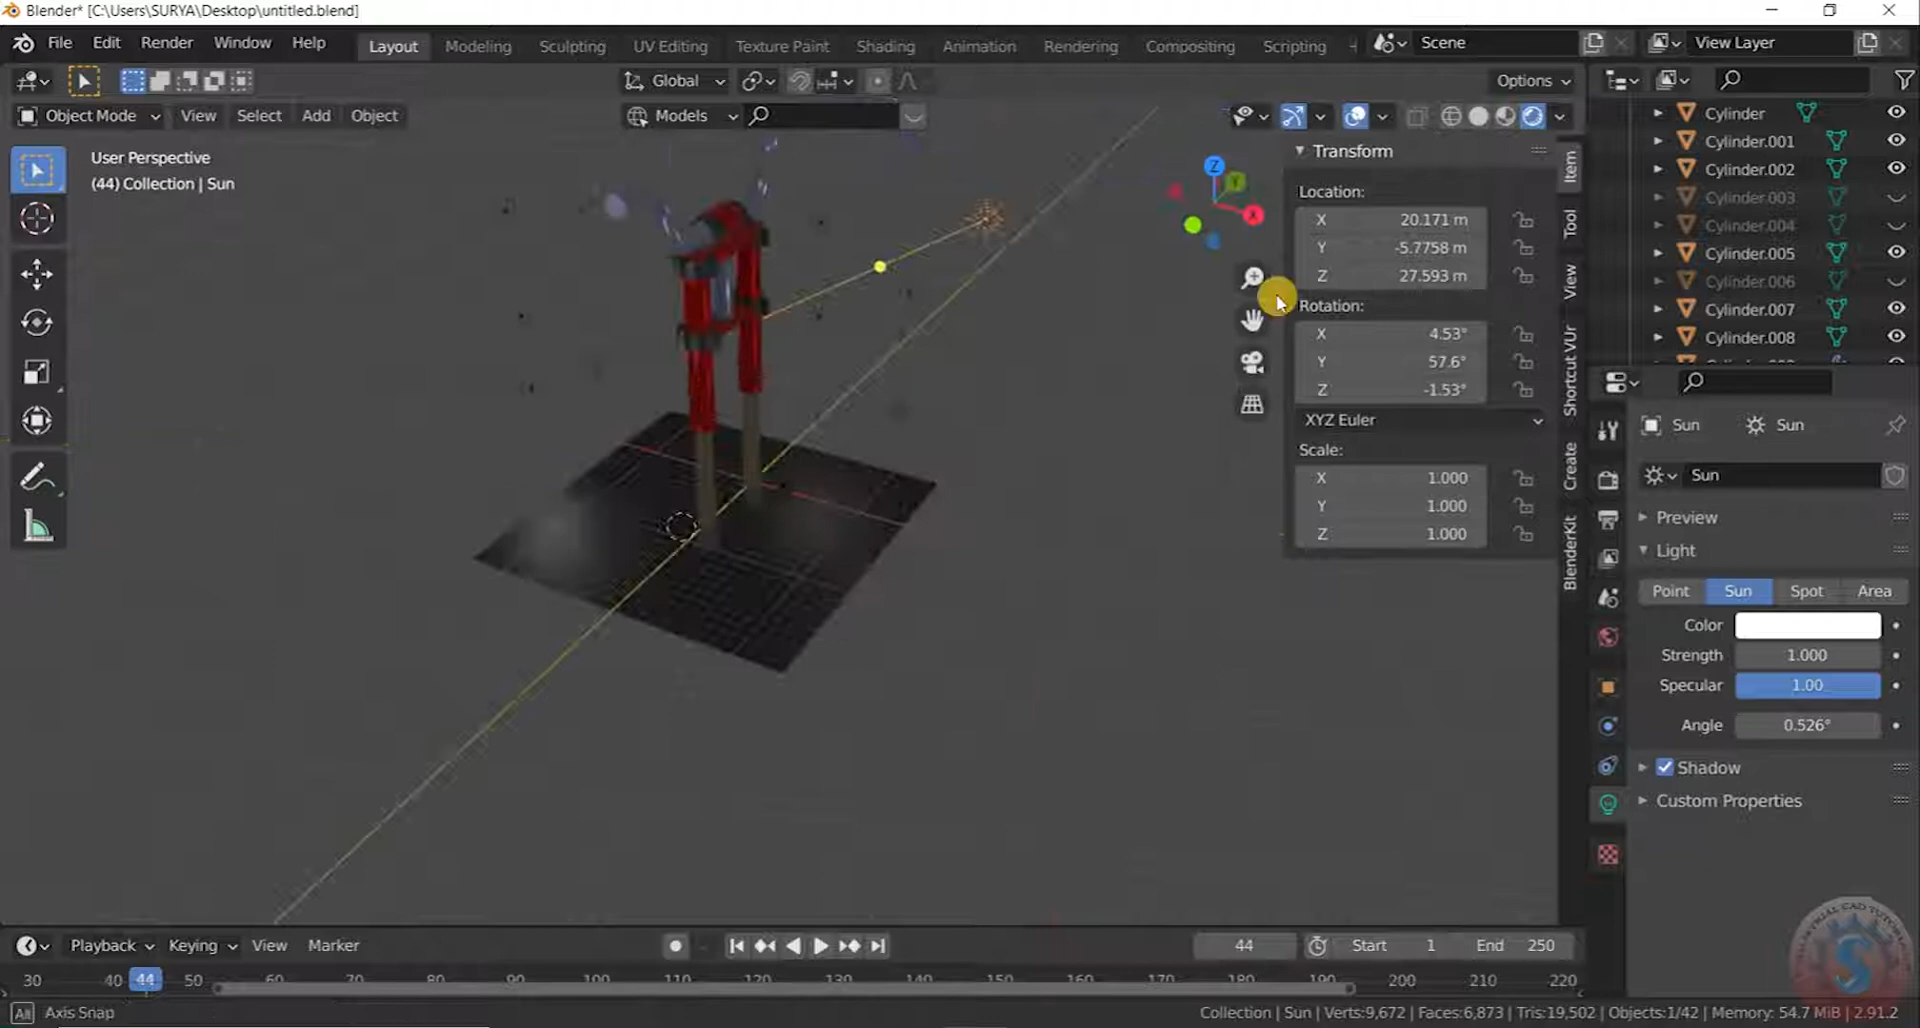 Blender* [C:\Users\SURYA\Desktop\untitled.blend]
File Edit Render Window Help Layout Modeling Sculpting UV Editing Texture Paint Shading Animation Rendering Compositing Scripting Scene View Layer
Global Options
Object Mode View Select Add Object Models
User Perspective
(44) Collection | Sun
Z
Y
X
Transform
Location:
X 20.171 m
Y -5.7758 m
Z 27.593 m
Rotation:
X 4.53°
Y 57.6°
Z -1.53°
XYZ Euler
Scale:
X 1.000
Y 1.000
Z 1.000
Item
Tool
View
Shortcut VUr
Create
BlenderKit
Cylinder
Cylinder.001
Cylinder.002
Cylinder.003
Cylinder.004
Cylinder.005
Cylinder.006
Cylinder.007
Cylinder.008
Sun Sun
Sun
Preview
Light
Point Sun Spot Area
Color
Strength 1.000
Specular 1.00
Angle 0.526°
Shadow
Custom Properties
Playback Keying View Marker 44 Start 1 End 250
30 40 44 50 60 70 80 90 100 110 120 130 140 150 160 170 180 190 200 210 220
Axis Snap
Collection | Sun | Verts:9,672 | Faces:6,873 | Tris:19,502 | Objects:1/42 | Memory: 54.7 MiB | 2.91.2